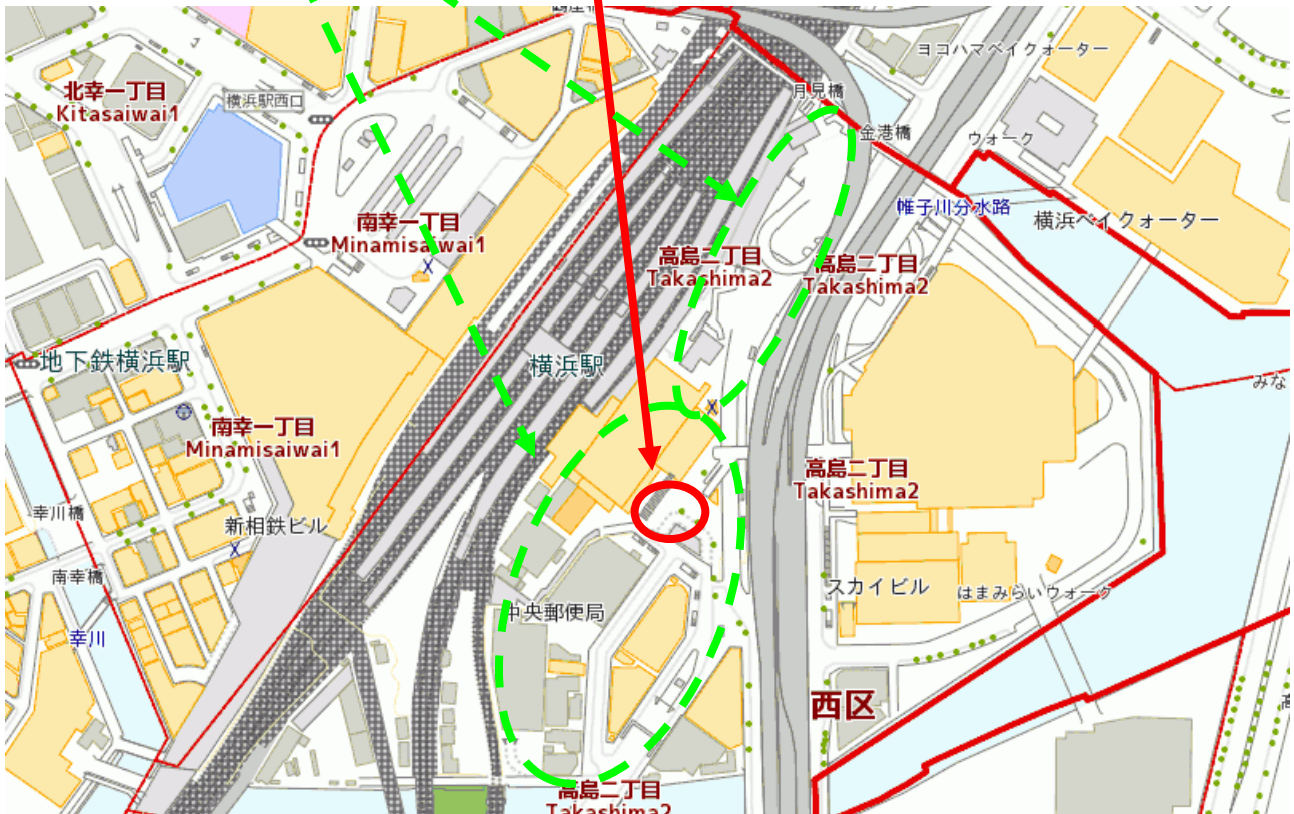 鶴屋橋
ヨコハマベイクォーター
北幸一丁目
Kitasaiwai1
横浜駅西口
月見橋
金港橋
ウォーク
帷子川分水路
横浜ベイクォーター
南幸一丁目
Minamisaiwai1
高島二丁目
Takashima2
高島二丁目
Takashima2
地下鉄横浜駅
横浜駅
みな
南幸一丁目
Minamisaiwai1
高島二丁目
Takashima2
幸川橋
新相鉄ビル
南幸橋
スカイビル
はまみらいウォーク
中央郵便局
幸川
西区
高
高島二丁目
Takashima2